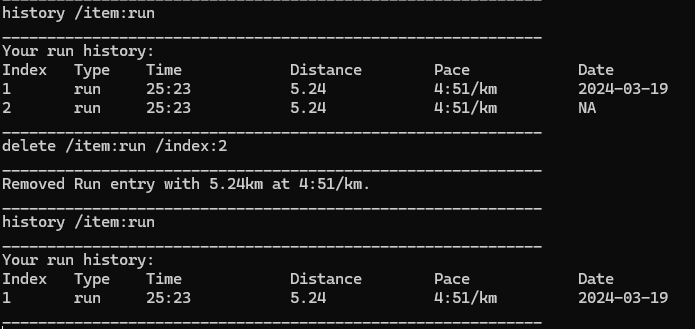 history /item:run
____________________________________________________________
Your run history:
Index Type Time Distance Pace Date
1 run 25:23 5.24 4:51/km 2024-03-19
2 run 25:23 5.24 4:51/km NA
____________________________________________________________
delete /item:run /index:2
____________________________________________________________
Removed Run entry with 5.24km at 4:51/km.
____________________________________________________________
history /item:run
____________________________________________________________
Your run history:
Index Type Time Distance Pace Date
1 run 25:23 5.24 4:51/km 2024-03-19
____________________________________________________________